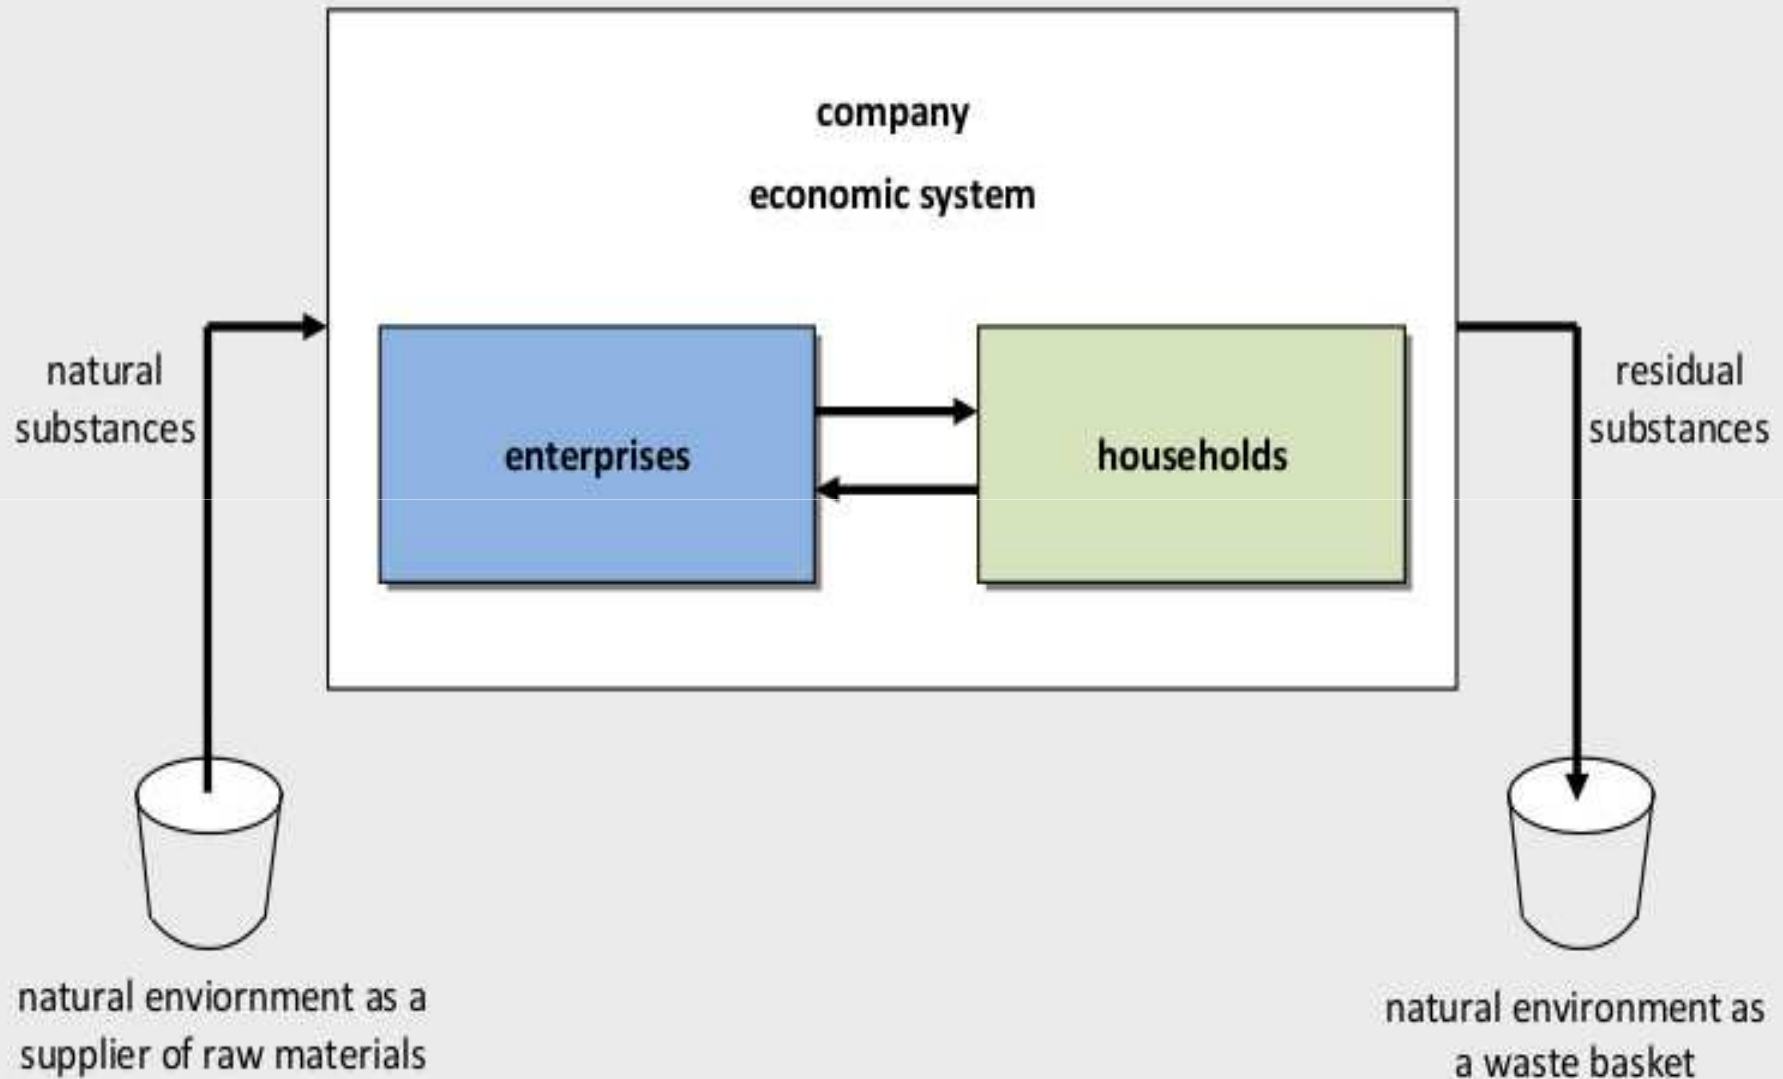 company
economic system
natural
substances
enterprises
households
residual
substances
natural enviornment as a
supplier of raw materials
natural environment as
a waste basket